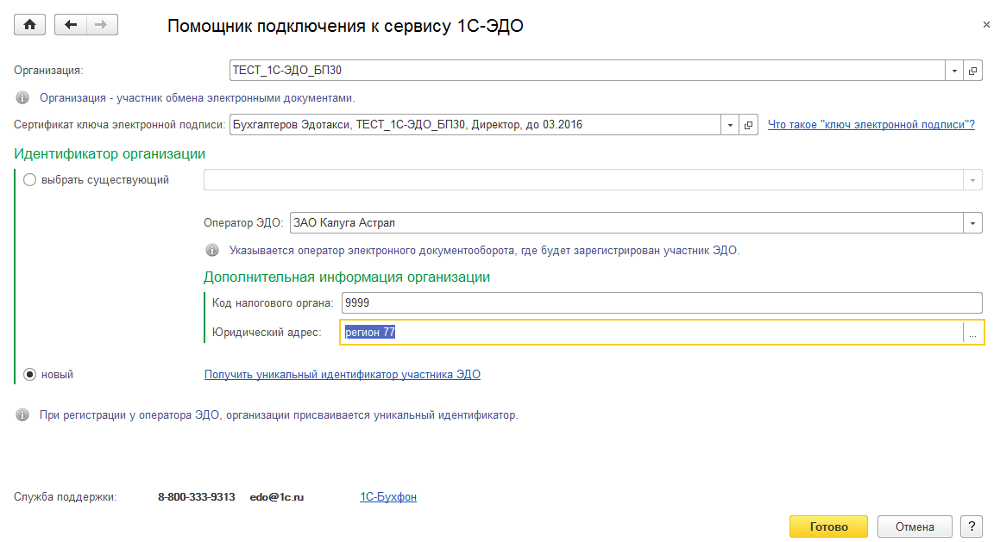 Помощник подключения к сервису 1С-ЭДО
Организация: ТЕСТ_1С-ЭДО_БП30
Организация - участник обмена электронными документами.
Сертификат ключа электронной подписи: Бухгалтеров Эдотакси, ТЕСТ_1С-ЭДО_БП30, Директор, до 03.2016 Что такое "ключ электронной подписи"?
Идентификатор организации
выбрать существующий
Оператор ЭДО: ЗАО Калуга Астрал
Указывается оператор электронного документооборота, где будет зарегистрирован участник ЭДО.
Дополнительная информация организации
Код налогового органа: 9999
Юридический адрес: регион 77 ...
новый Получить уникальный идентификатор участника ЭДО
При регистрации у оператора ЭДО, организации присваивается уникальный идентификатор.
Служба поддержки: 8-800-333-9313 edo@1c.ru 1С-Бухфон
Готово Отмена ?